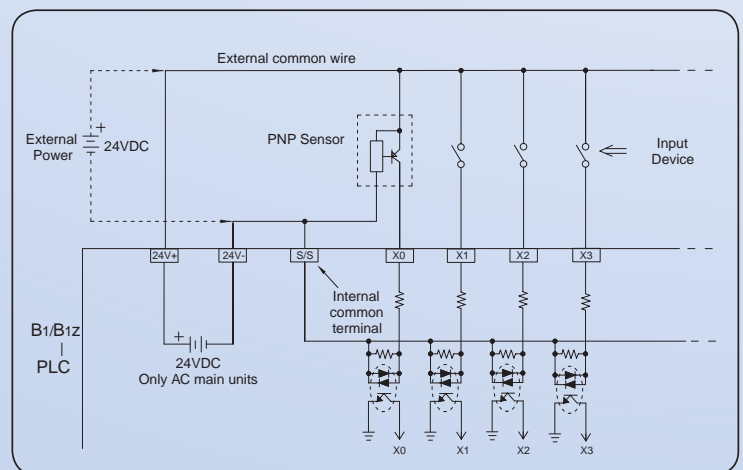 External common wire
PNP Sensor
External
Power
+
24VDC
Input
Device
24V+ 24V- S/S X0 X1 X2 X3
Internal
common
terminal
B1/B1z
PLC
+
24VDC
Only AC main units
X0 X1 X2 X3